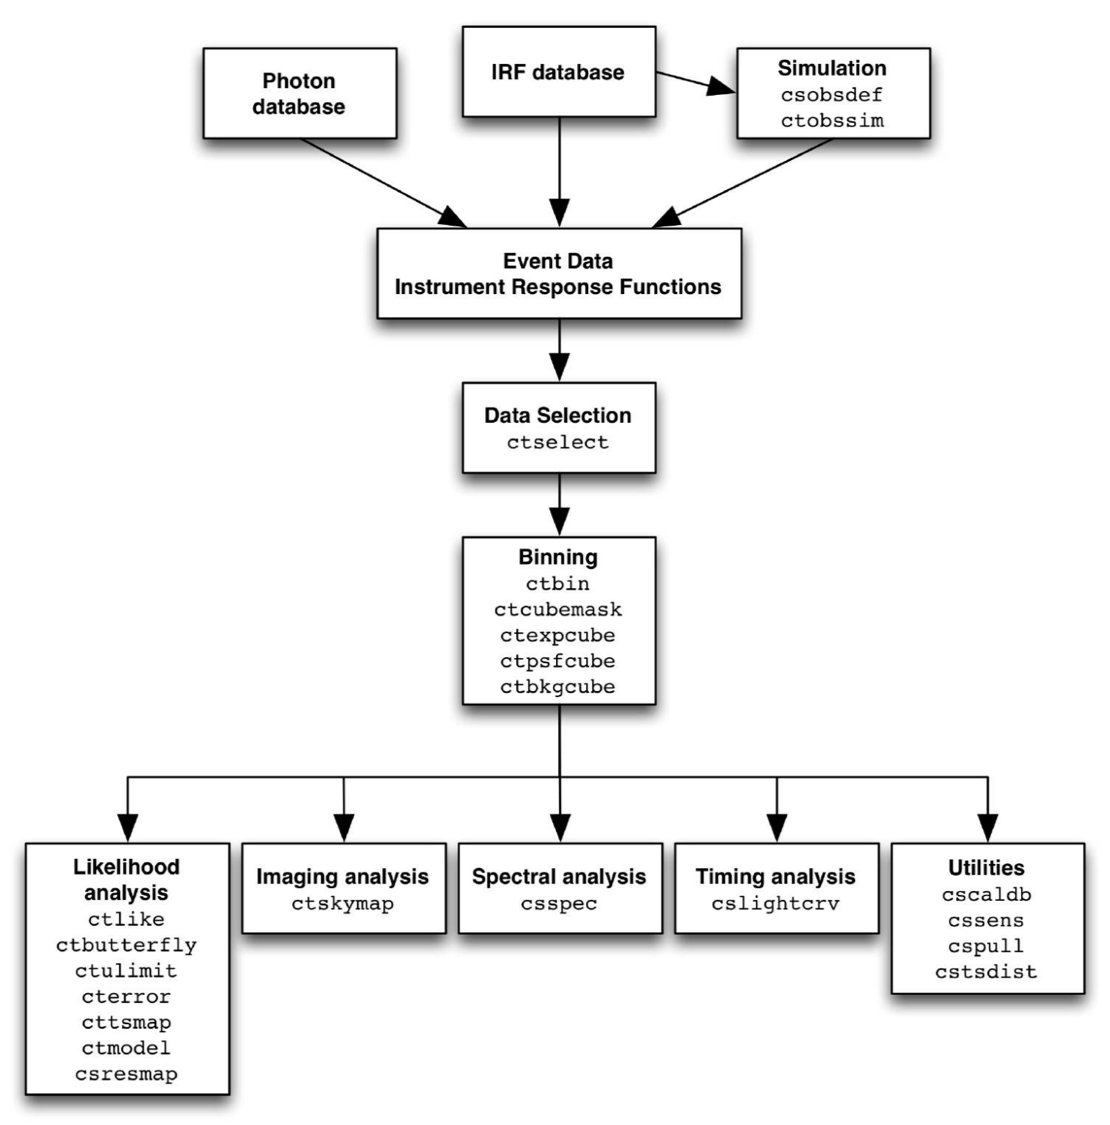 Photon
database
IRF database
Simulation
csobsdef
ctobssim
Event Data
Instrument Response Functions
Data Selection
ctselect
Binning
ctbin
ctcubemask
ctexpcube
ctpsfcube
ctbkgcube
Likelihood
analysis
ctlike
ctbutterfly
ctulimit
cterror
cttsmap
ctmodel
csresmap
Imaging analysis
ctskymap
Spectral analysis
csspec
Timing analysis
cslightcrv
Utilities
cscaldb
cssens
cspull
cstsdist